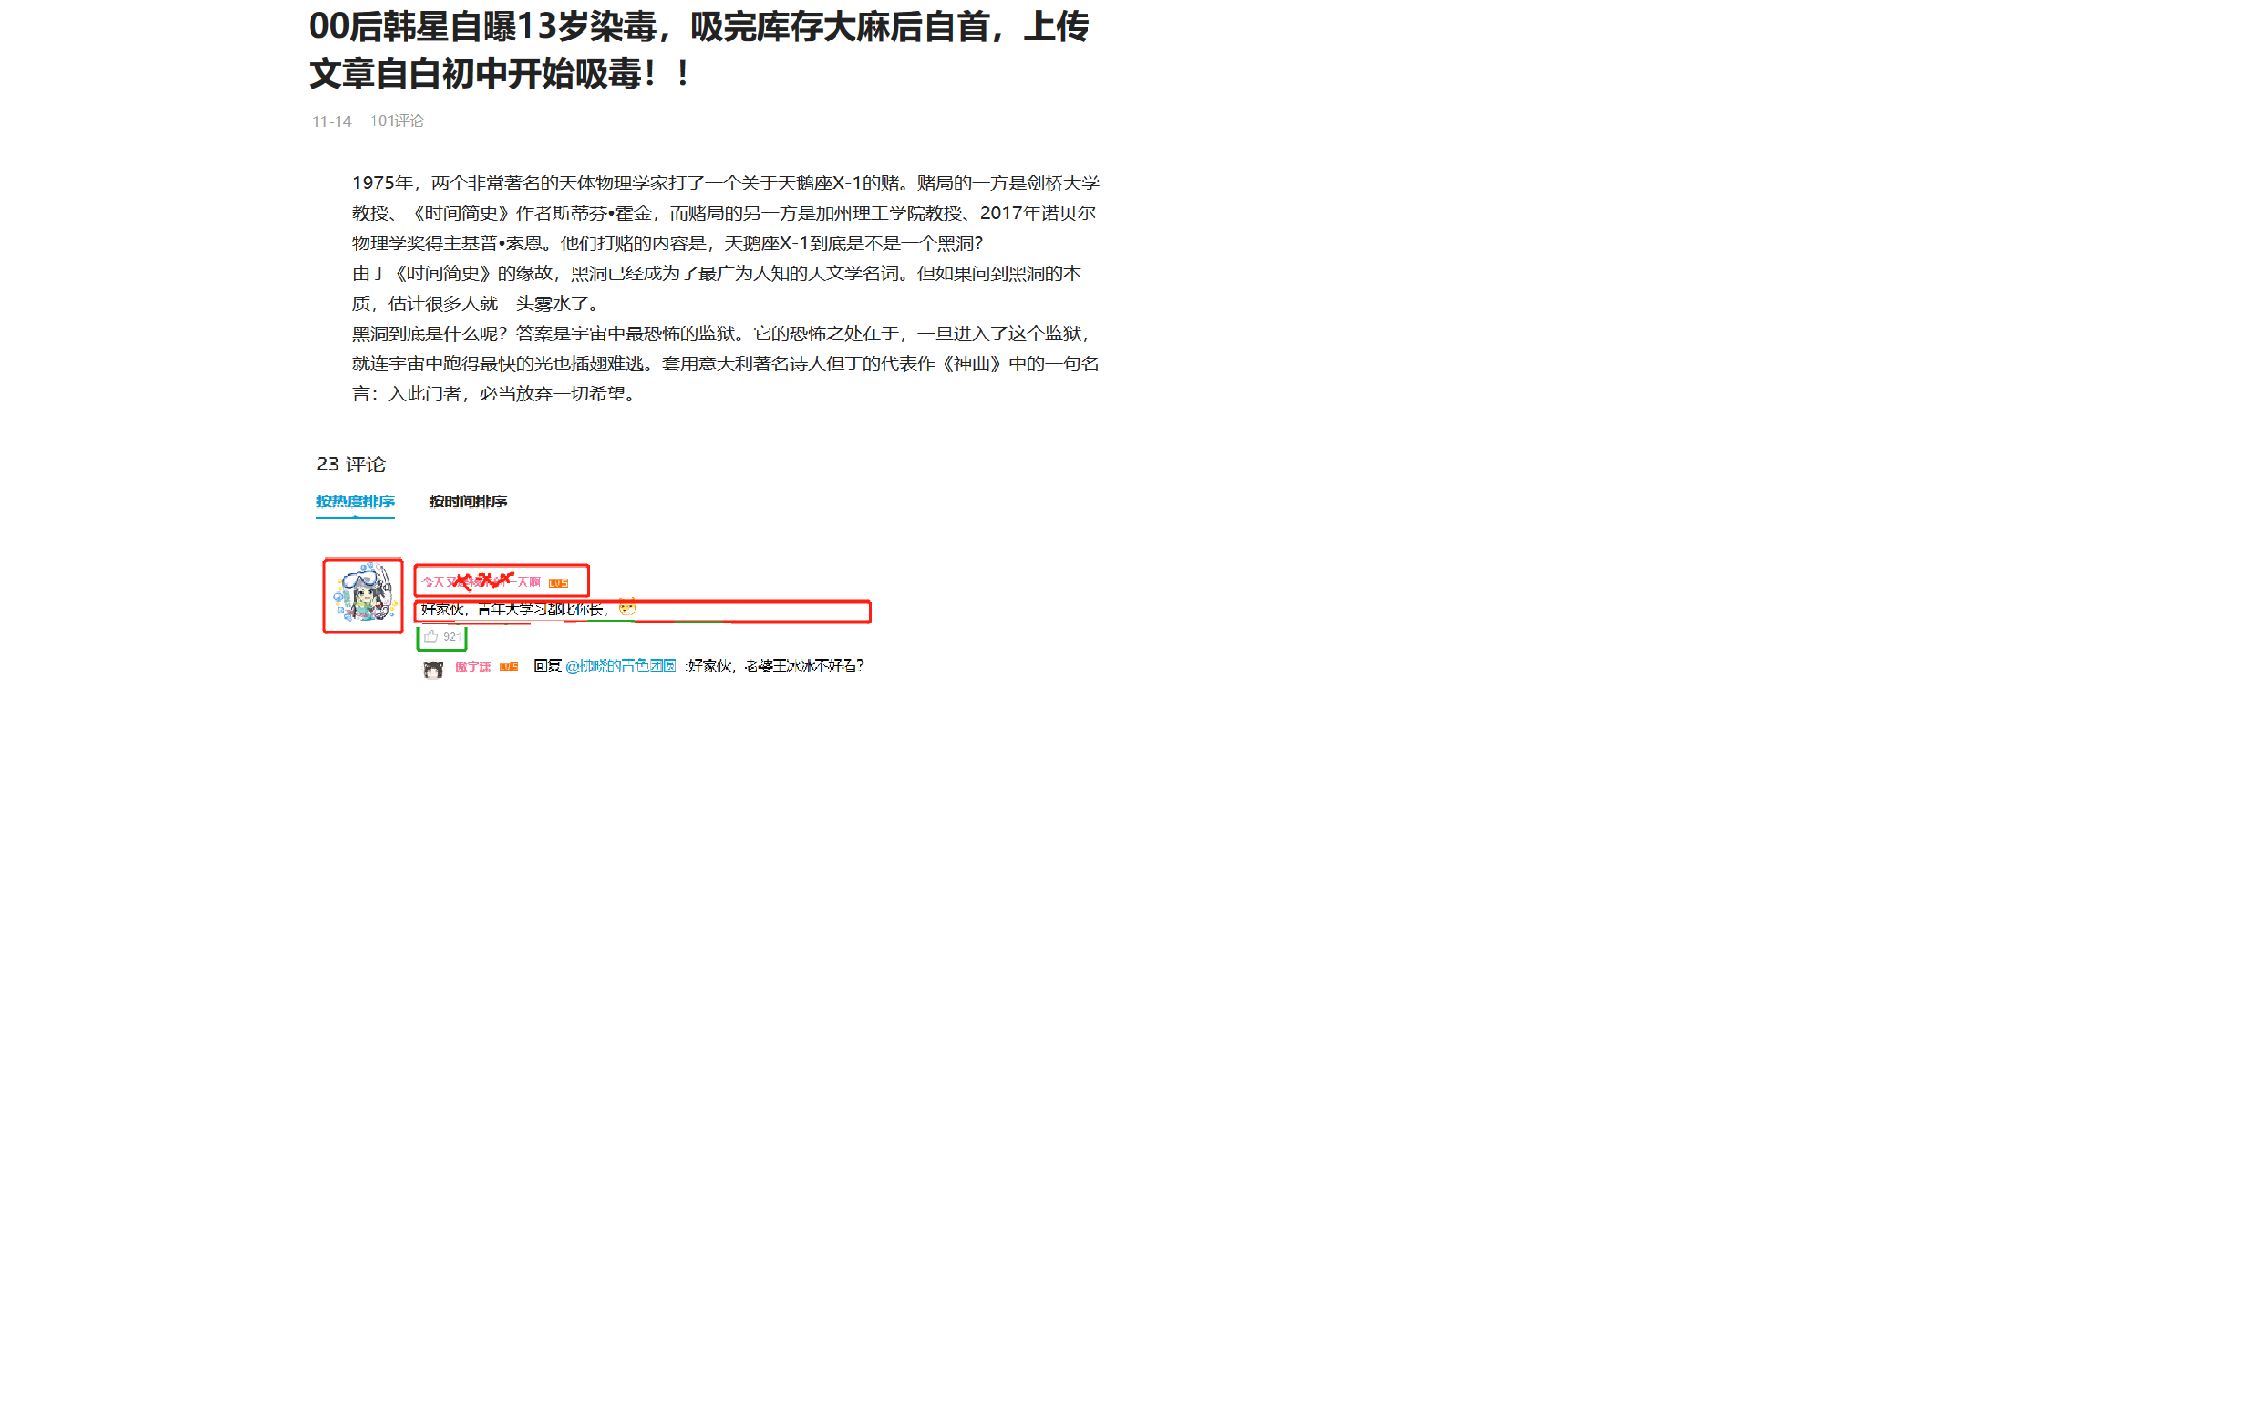 00后韩星自曝13岁染毒，吸完库存大麻后自首，上传
文章自白初中开始吸毒！！
11-14 101评论
1975年，两个非常著名的天体物理学家打了一个关于天鹅座X-1的赌。赌局的一方是剑桥大学
教授、《时间简史》作者斯蒂芬•霍金，而赌局的另一方是加州理工学院教授、2017年诺贝尔
物理学奖得主基普•索恩。他们打赌的内容是，天鹅座X-1到底是不是一个黑洞？
由于《时间简史》的缘故，黑洞已经成为了最广为人知的天文学名词。但如果问到黑洞的本
质，估计很多人就一头雾水了。
黑洞到底是什么呢？答案是宇宙中最恐怖的监狱。它的恐怖之处在于，一旦进入了这个监狱，
就连宇宙中跑得最快的光也插翅难逃。套用意大利著名诗人但丁的代表作《神曲》中的一句名
言：入此门者，必当放弃一切希望。
23 评论
按热度排序 按时间排序
今天又 一天啊 LV5
好家伙，青年大学习都比你长，
921
LV5 回复 :好家伙，老婆王冰冰不好看？